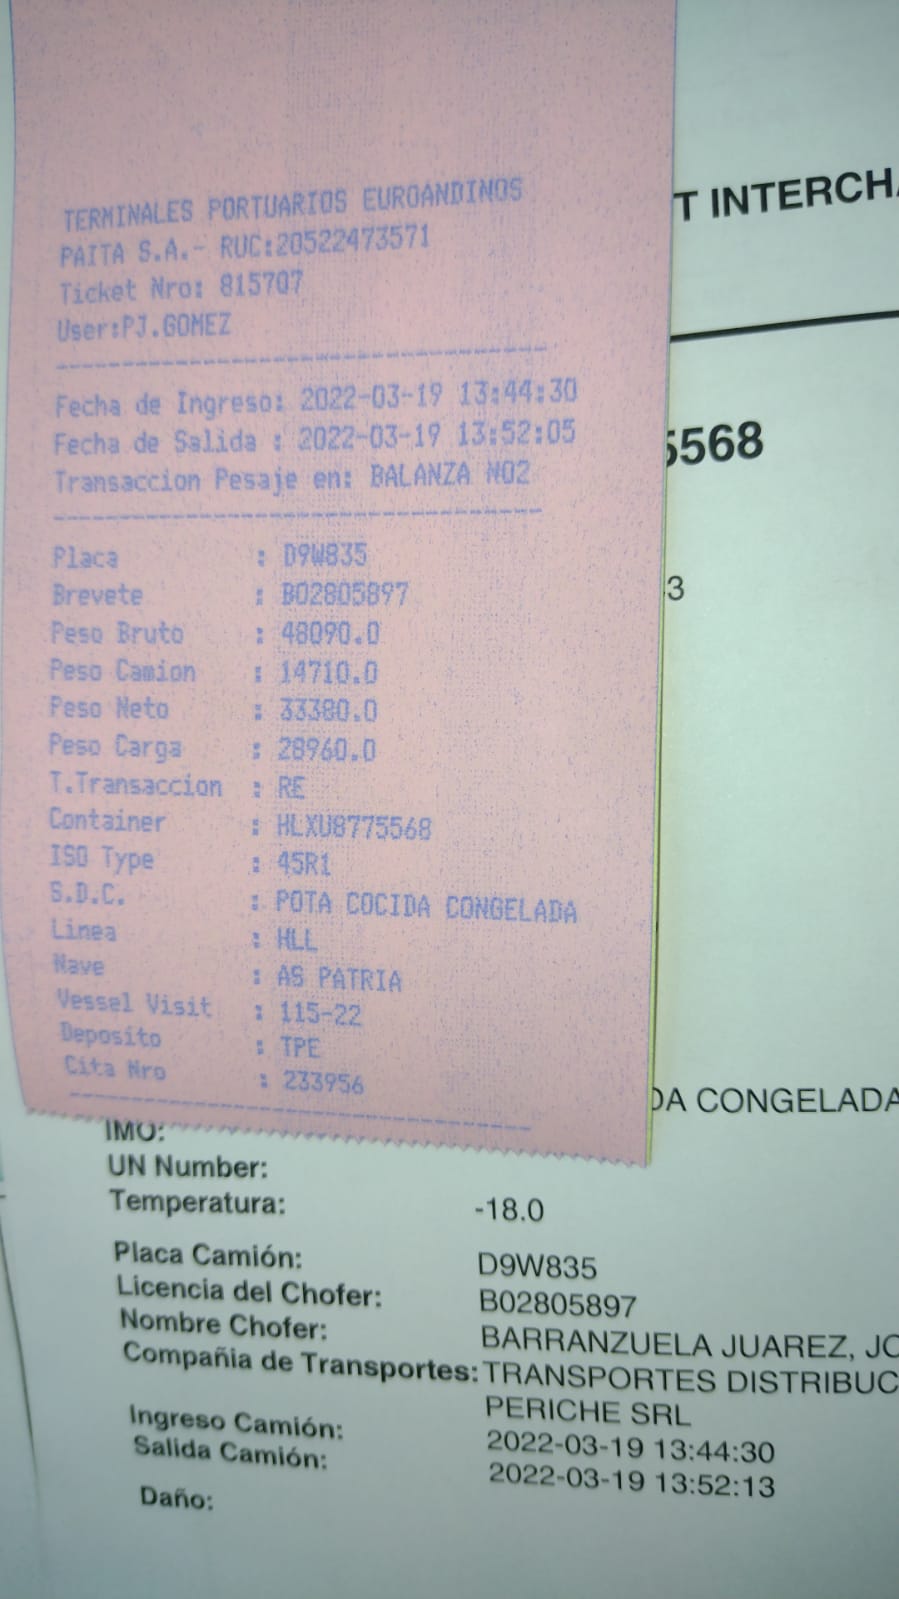 TERMINALES PORTUARIOS EUROANDINOS
PAITA S.A.- RUC:20522473571
Ticket Nro: 815707
User:PJ.GOMEZ
Fecha de Ingreso: 2022-03-19 13:44:30
Fecha de Salida : 2022-03-19 13:52:05
Transaccion Pesaje en: BALANZA NO2
Placa : D9W835
Brevete : B02805897
Peso Bruto : 48090.0
Peso Camion : 14710.0
Peso Neto : 33380.0
Peso Carga : 28960.0
T.Transaccion : RE
Container : HLXU8775568
ISO Type : 45R1
S.D.C. : POTA COCIDA CONGELADA
Linea : HLL
Nave : AS PATRIA
Vessel Visit : 115-22
Deposito : TPE
Cita Nro : 233956
T INTERCHA
5568
3
DA CONGELADA
IMO:
UN Number:
Temperatura: -18.0
Placa Camión: D9W835
Licencia del Chofer: B02805897
Nombre Chofer: BARRANZUELA JUAREZ, JO
Compañia de Transportes: TRANSPORTES DISTRIBUC
PERICHE SRL
Ingreso Camión: 2022-03-19 13:44:30
Salida Camión: 2022-03-19 13:52:13
Daño: